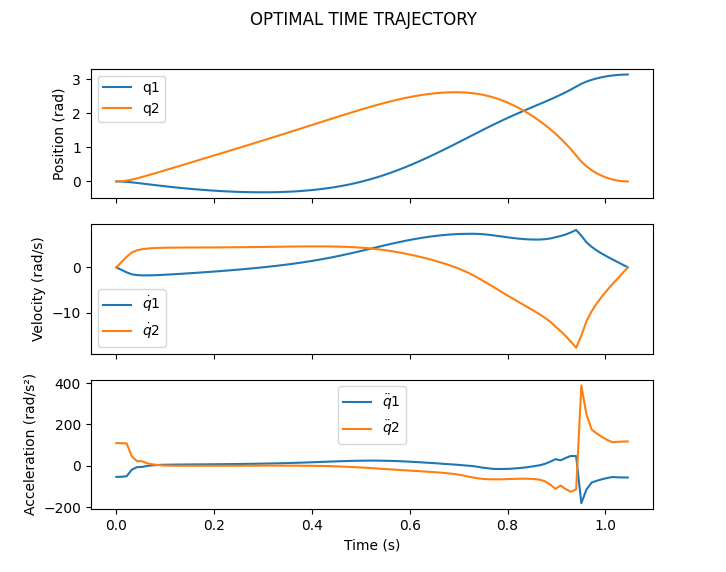 OPTIMAL TIME TRAJECTORY
Position (rad)
3
2
1
0
q1
q2
Velocity (rad/s)
0
−10
q̇1
q̇2
Acceleration (rad/s²)
400
200
0
−200
q̈1
q̈2
0.0 0.2 0.4 0.6 0.8 1.0
Time (s)